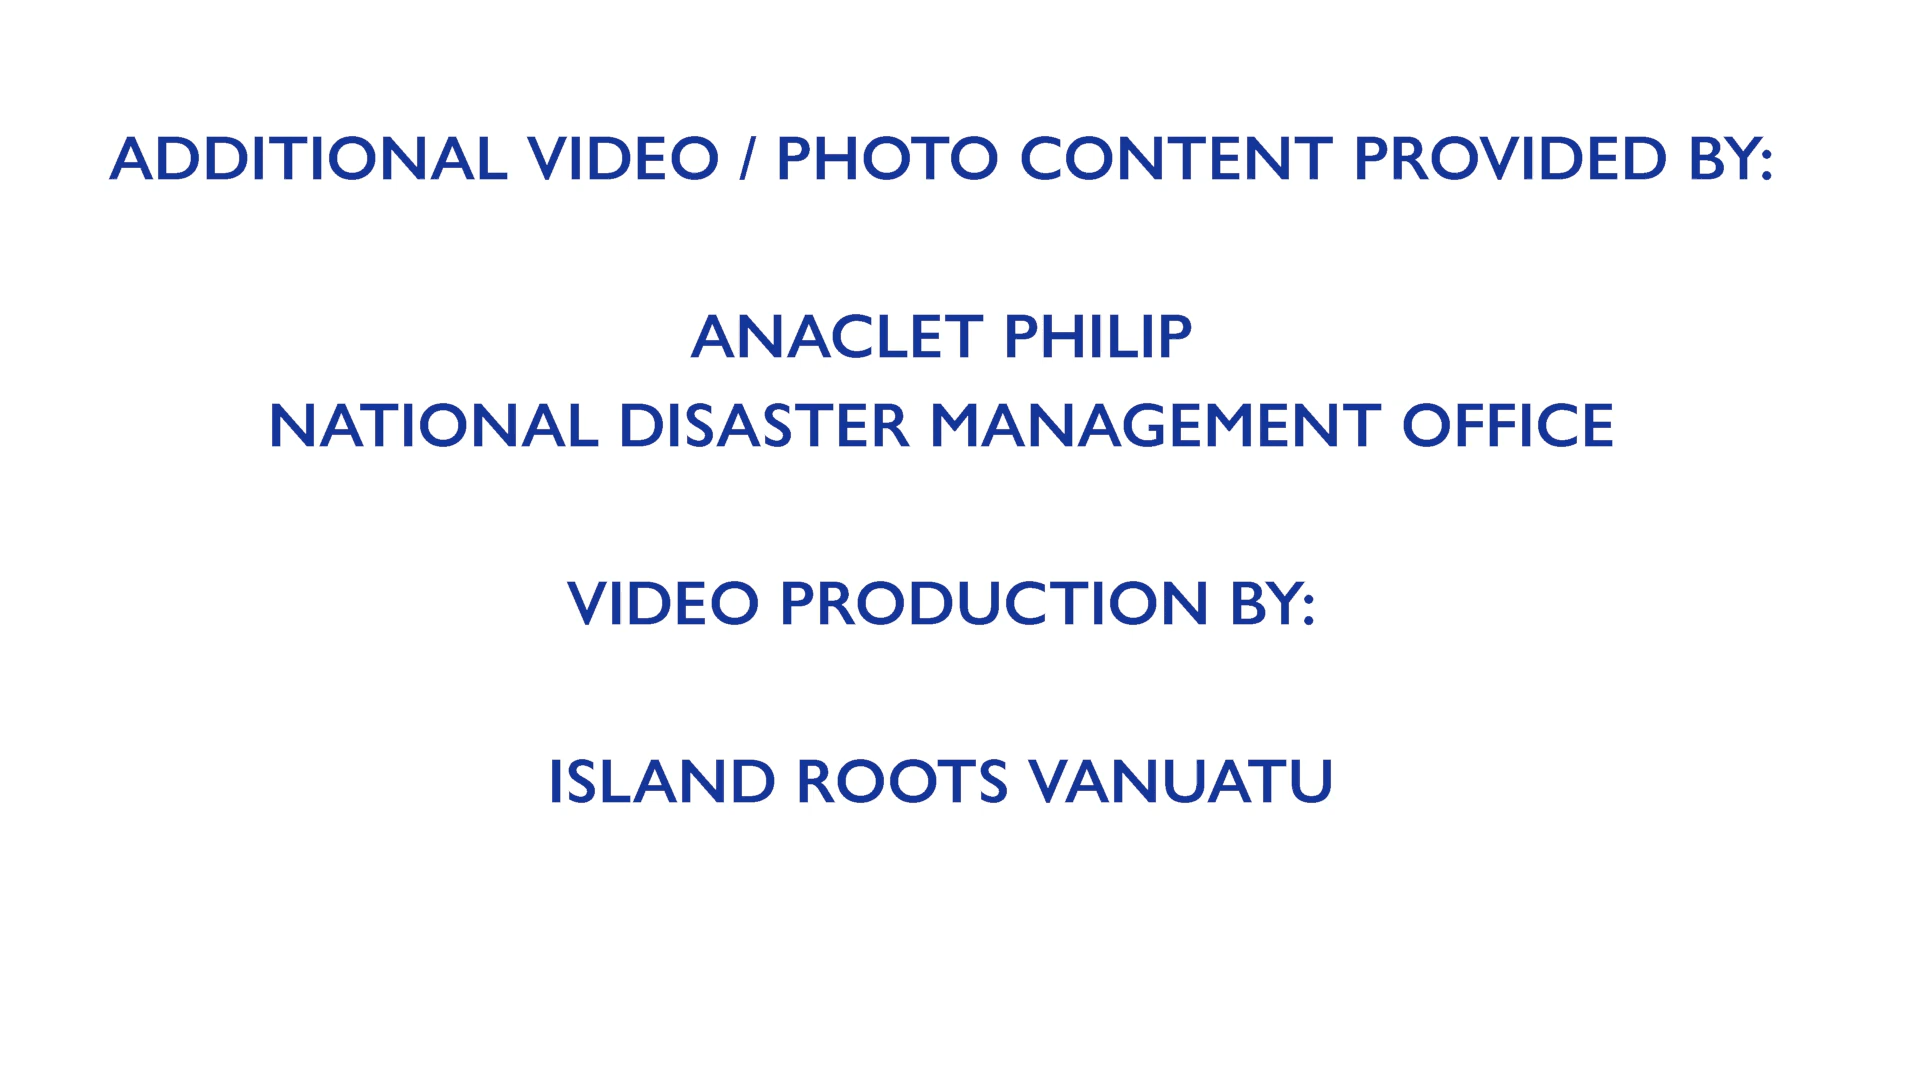 ADDITIONAL VIDEO / PHOTO CONTENT PROVIDED BY:
ANACLET PHILIP
NATIONAL DISASTER MANAGEMENT OFFICE
VIDEO PRODUCTION BY:
ISLAND ROOTS VANUATU